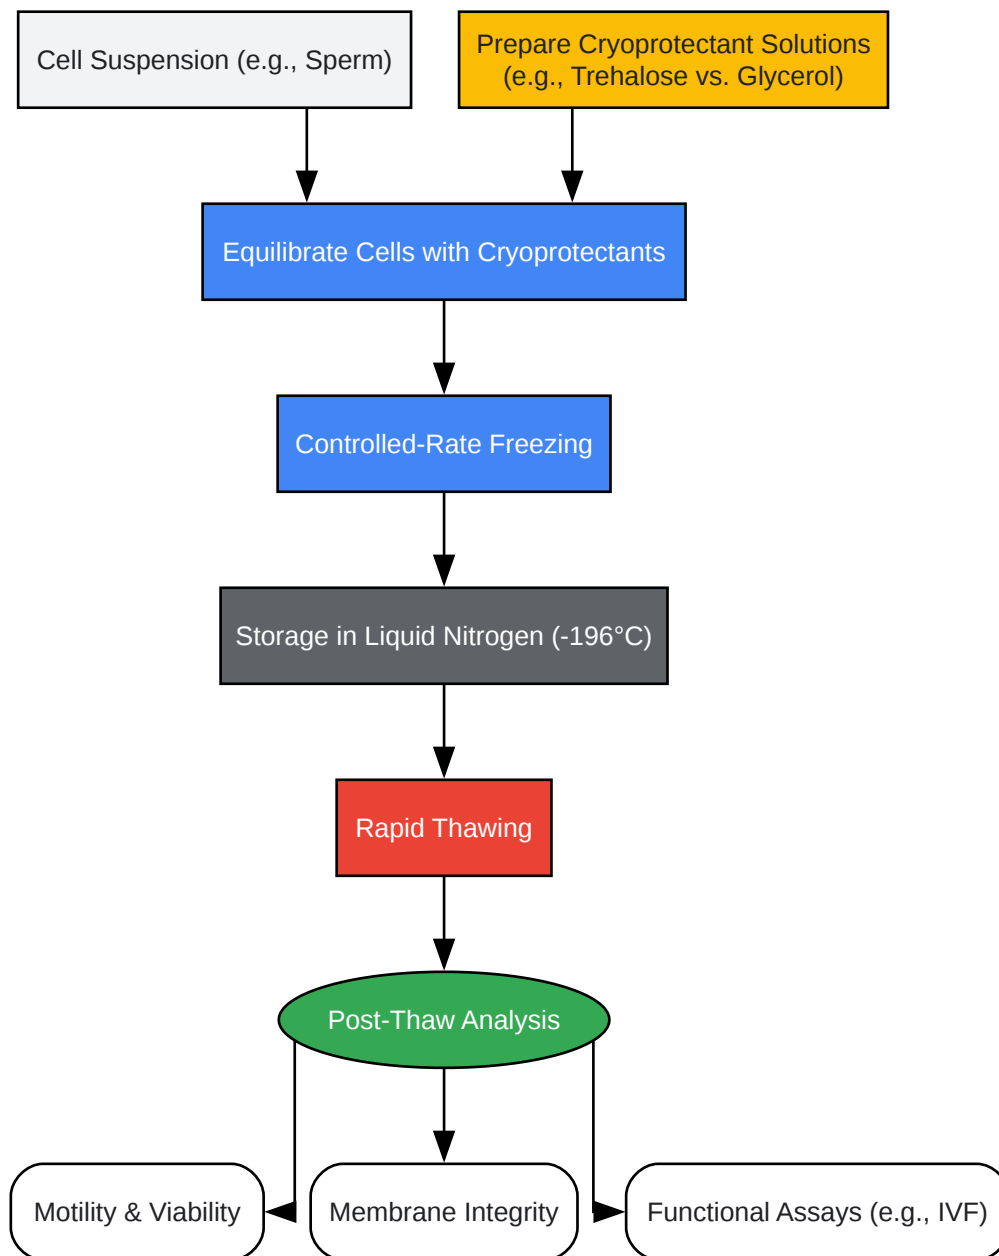 Cell Suspension (e.g., Sperm)
Prepare Cryoprotectant Solutions
(e.g., Trehalose vs. Glycerol)
Equilibrate Cells with Cryoprotectants
Controlled-Rate Freezing
Storage in Liquid Nitrogen (-196°C)
Rapid Thawing
Post-Thaw Analysis
Motility & Viability
Membrane Integrity
Functional Assays (e.g., IVF)